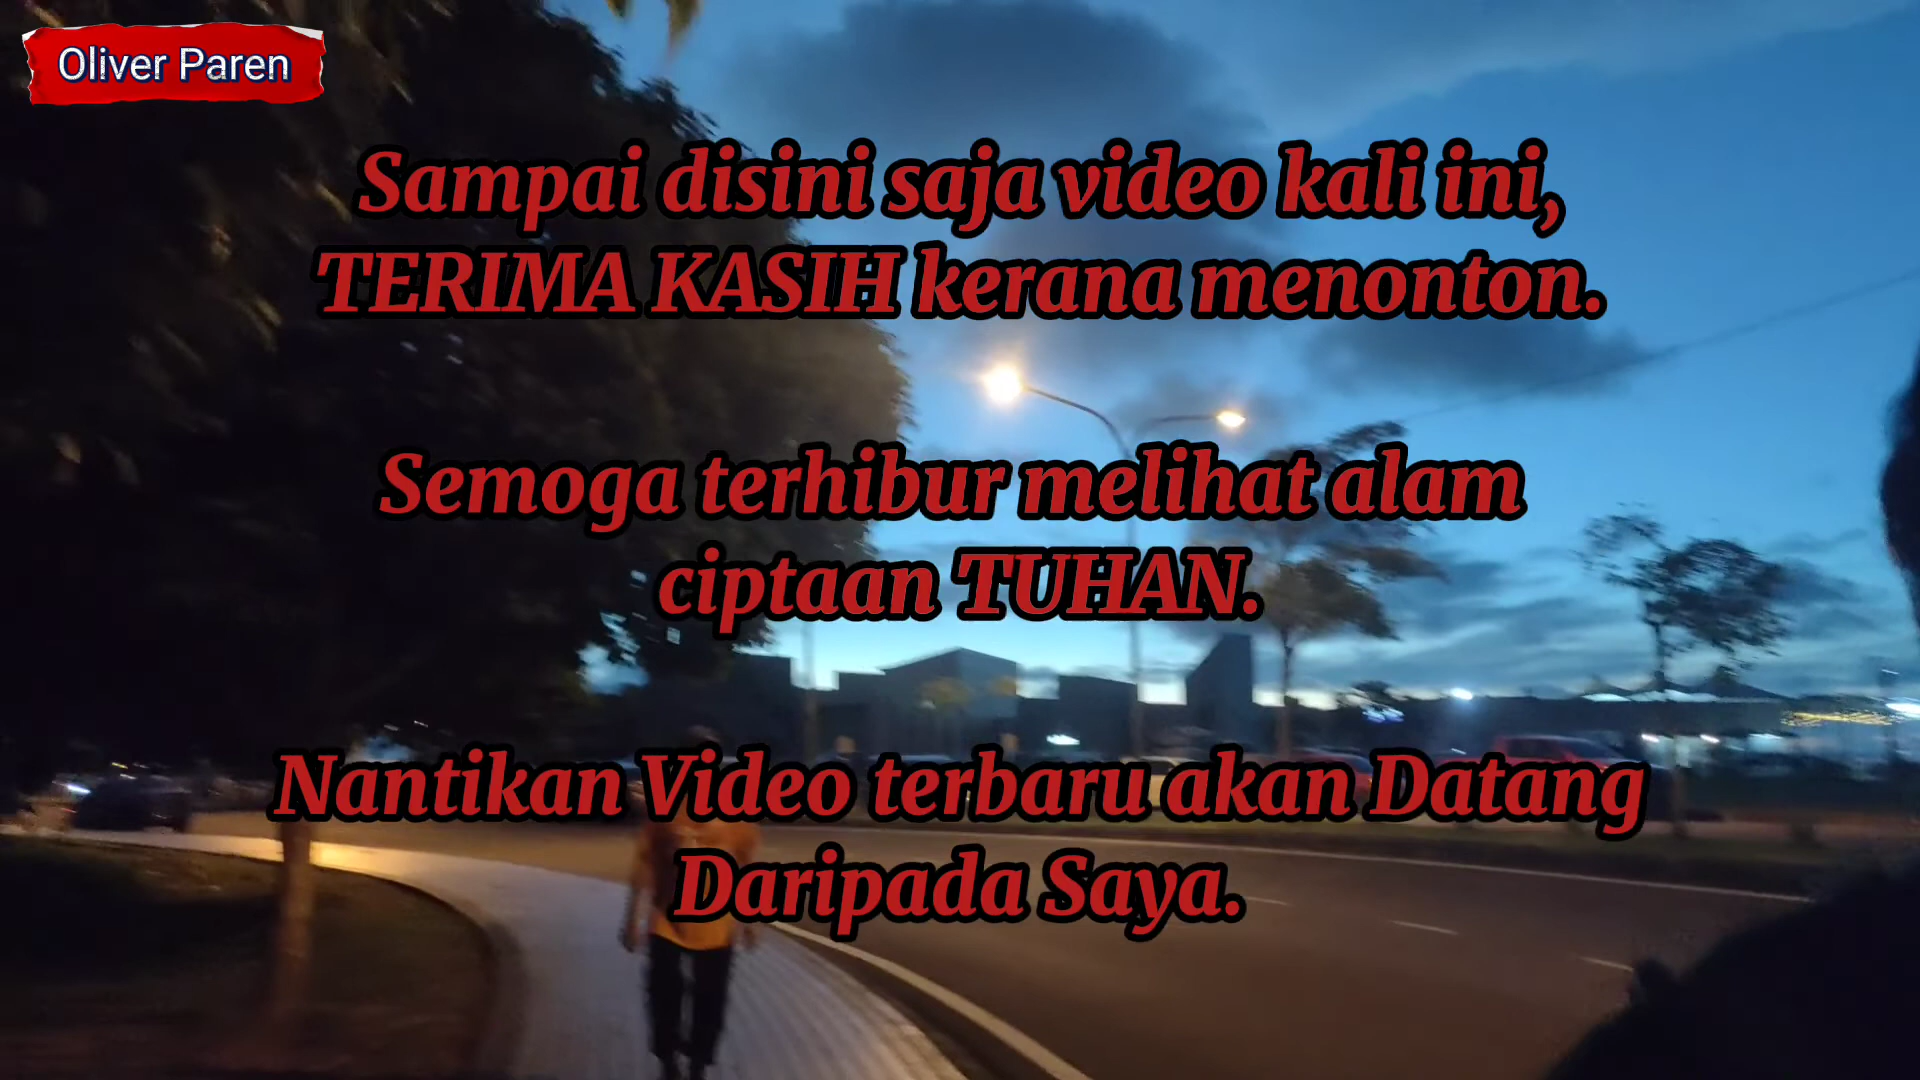 Oliver Paren
Sampai disini saja video kali ini,
TERIMA KASIH kerana menonton.
Semoga terhibur melihat alam
ciptaan TUHAN.
Nantikan Video terbaru akan Datang
Daripada Saya.